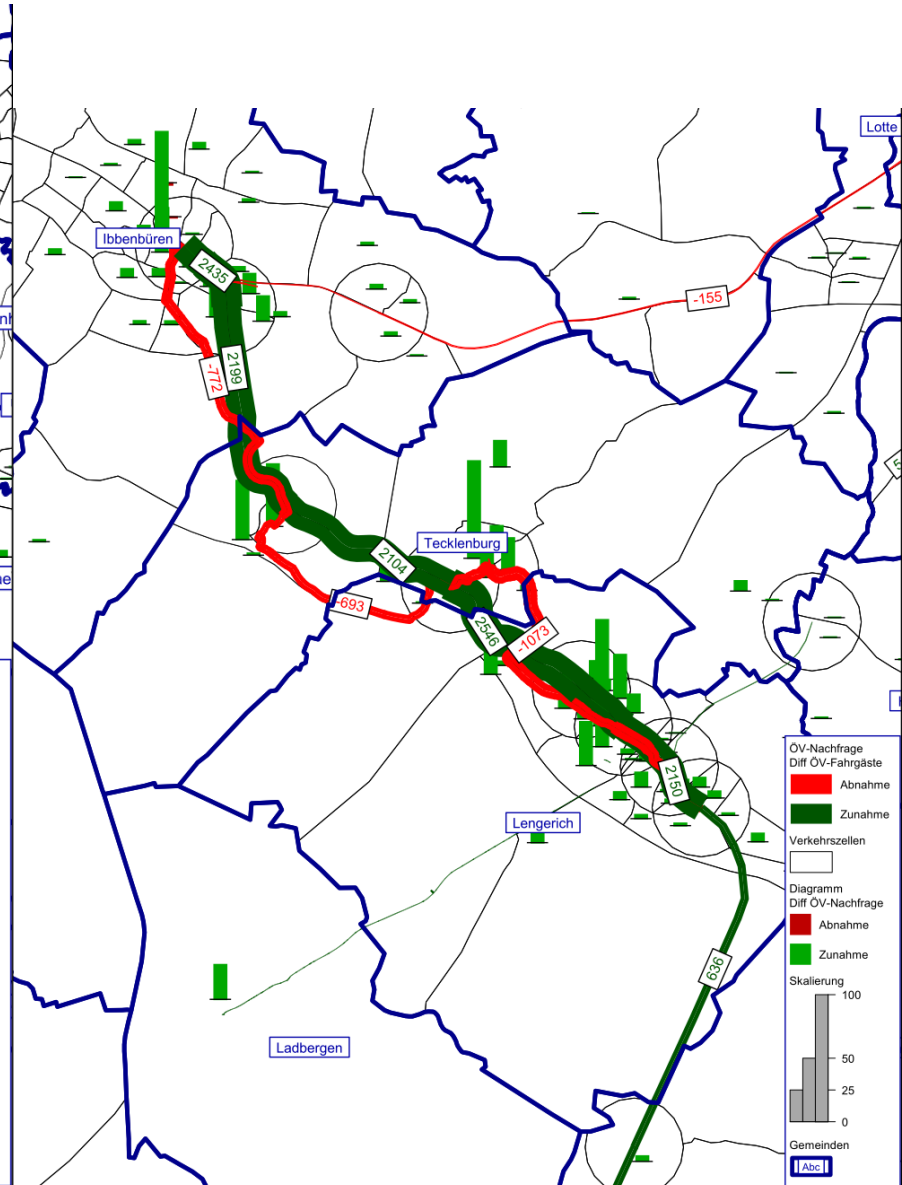 Lotte
Ibbenbüren
2435
-155
2199
-772
Tecklenburg
2104
-693
2546
-1073
2150
Lengerich
636
Ladbergen
ÖV-Nachfrage
Diff ÖV-Fahrgäste
Abnahme
Zunahme
Verkehrszellen
Diagramm
Diff ÖV-Nachfrage
Abnahme
Zunahme
Skalierung
100
50
25
0
Gemeinden
Abc